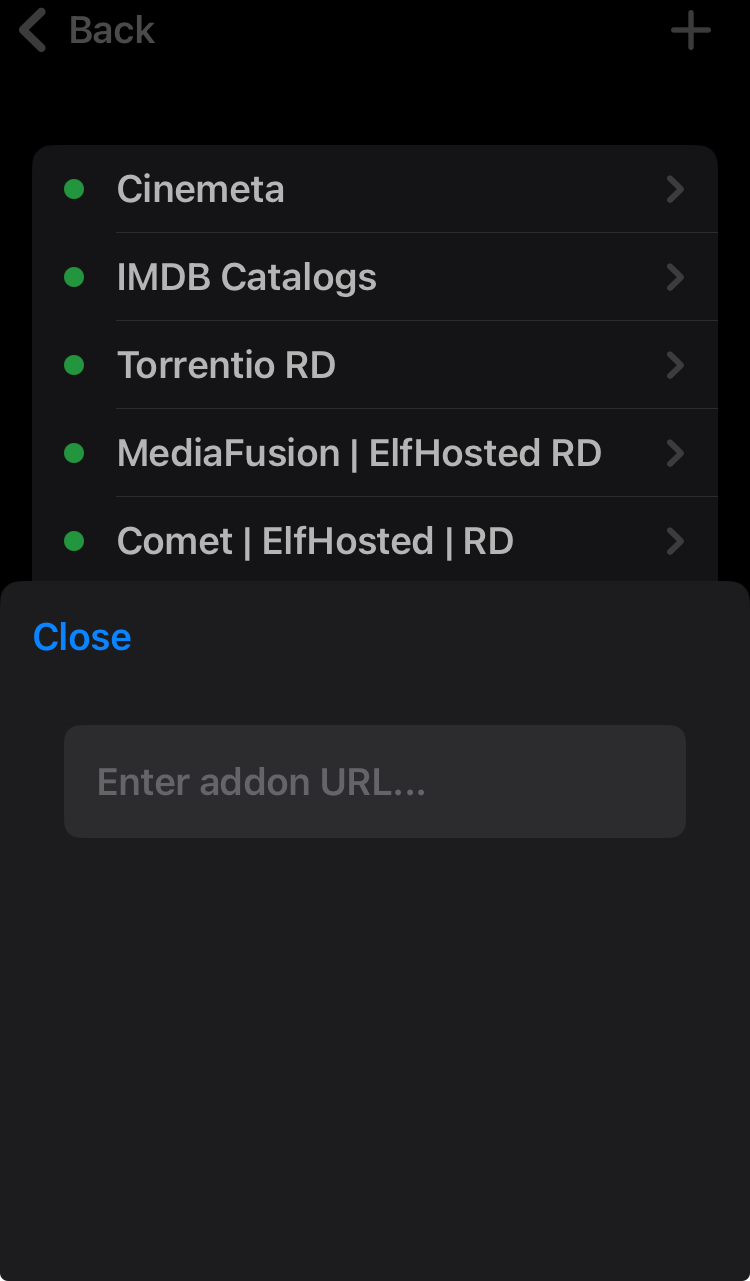 Back
Cinemeta
IMDB Catalogs
Torrentio RD
MediaFusion | ElfHosted RD
Comet | ElfHosted | RD
Close
Enter addon URL...